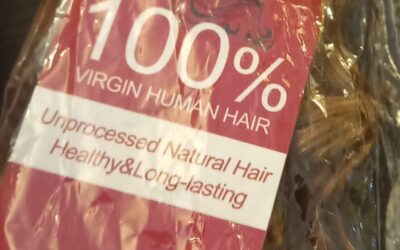 100%
VIRGIN HUMAN HAIR
Unprocessed Natural Hair
Healthy&Long-lasting